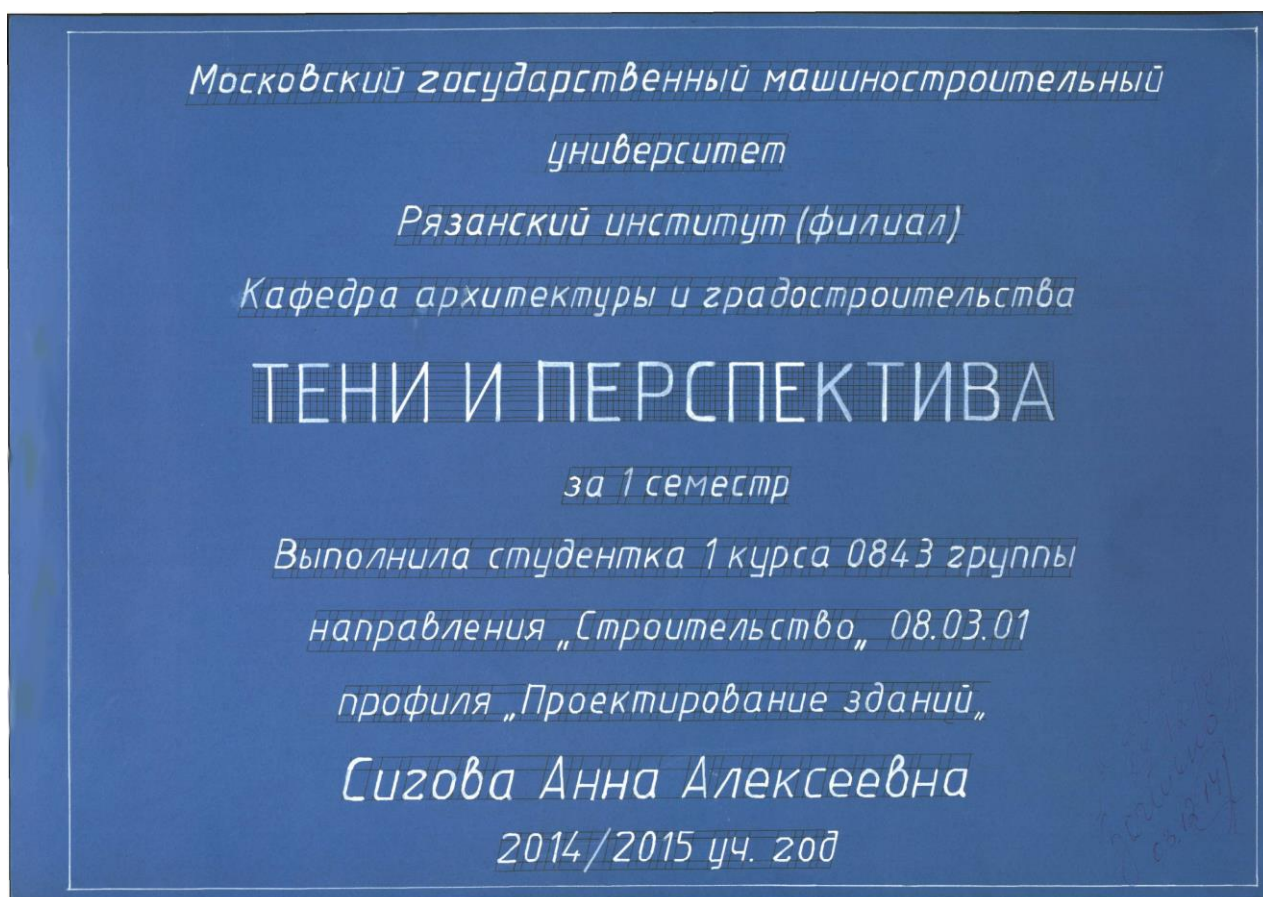 Московский государственный машиностроительный
университет
Рязанский институт (филиал)
Кафедра архитектуры и градостроительства
ТЕНИ И ПЕРСПЕКТИВА
за 1 семестр
Выполнила студентка 1 курса 0843 группы
направления „Строительство„ 08.03.01
профиля „Проектирование зданий„
Сигова Анна Алексеевна
2014/2015 уч. год